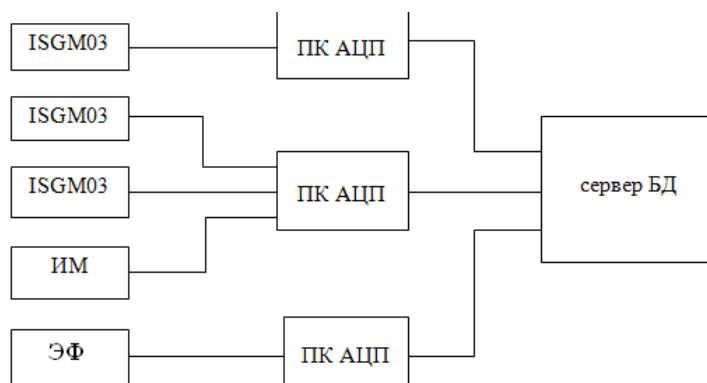 ISGM03
ПК АЦП
ISGM03
ISGM03
ПК АЦП
сервер БД
ИМ
ЭФ
ПК АЦП